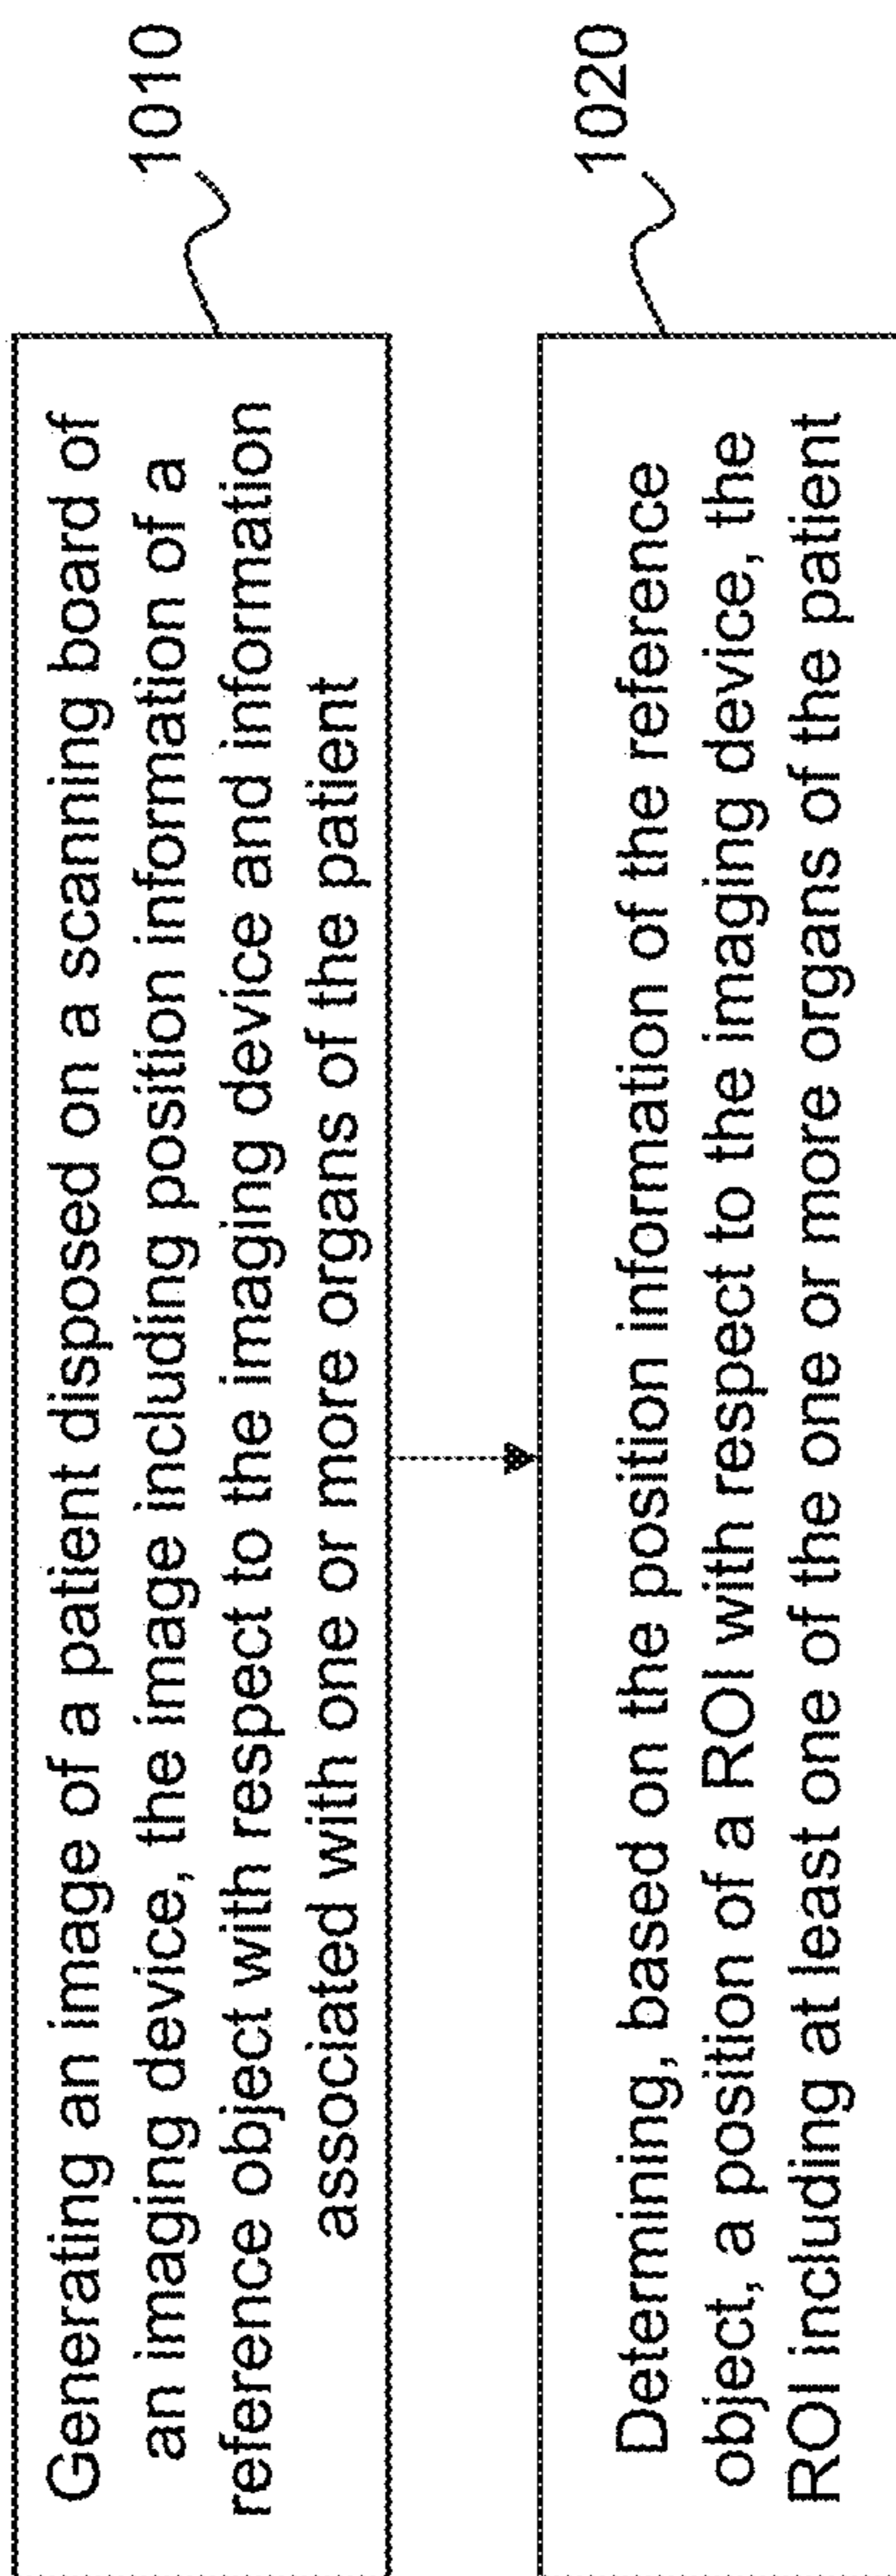 Generating an image of a patient disposed on a scanning board of
an imaging device, the image including position information of a
reference object with respect to the imaging device and information
associated with one or more organs of the patient
1010
Determining, based on the position information of the reference
object, a position of a ROI with respect to the imaging device, the
ROI including at least one of the one or more organs of the patient
1020